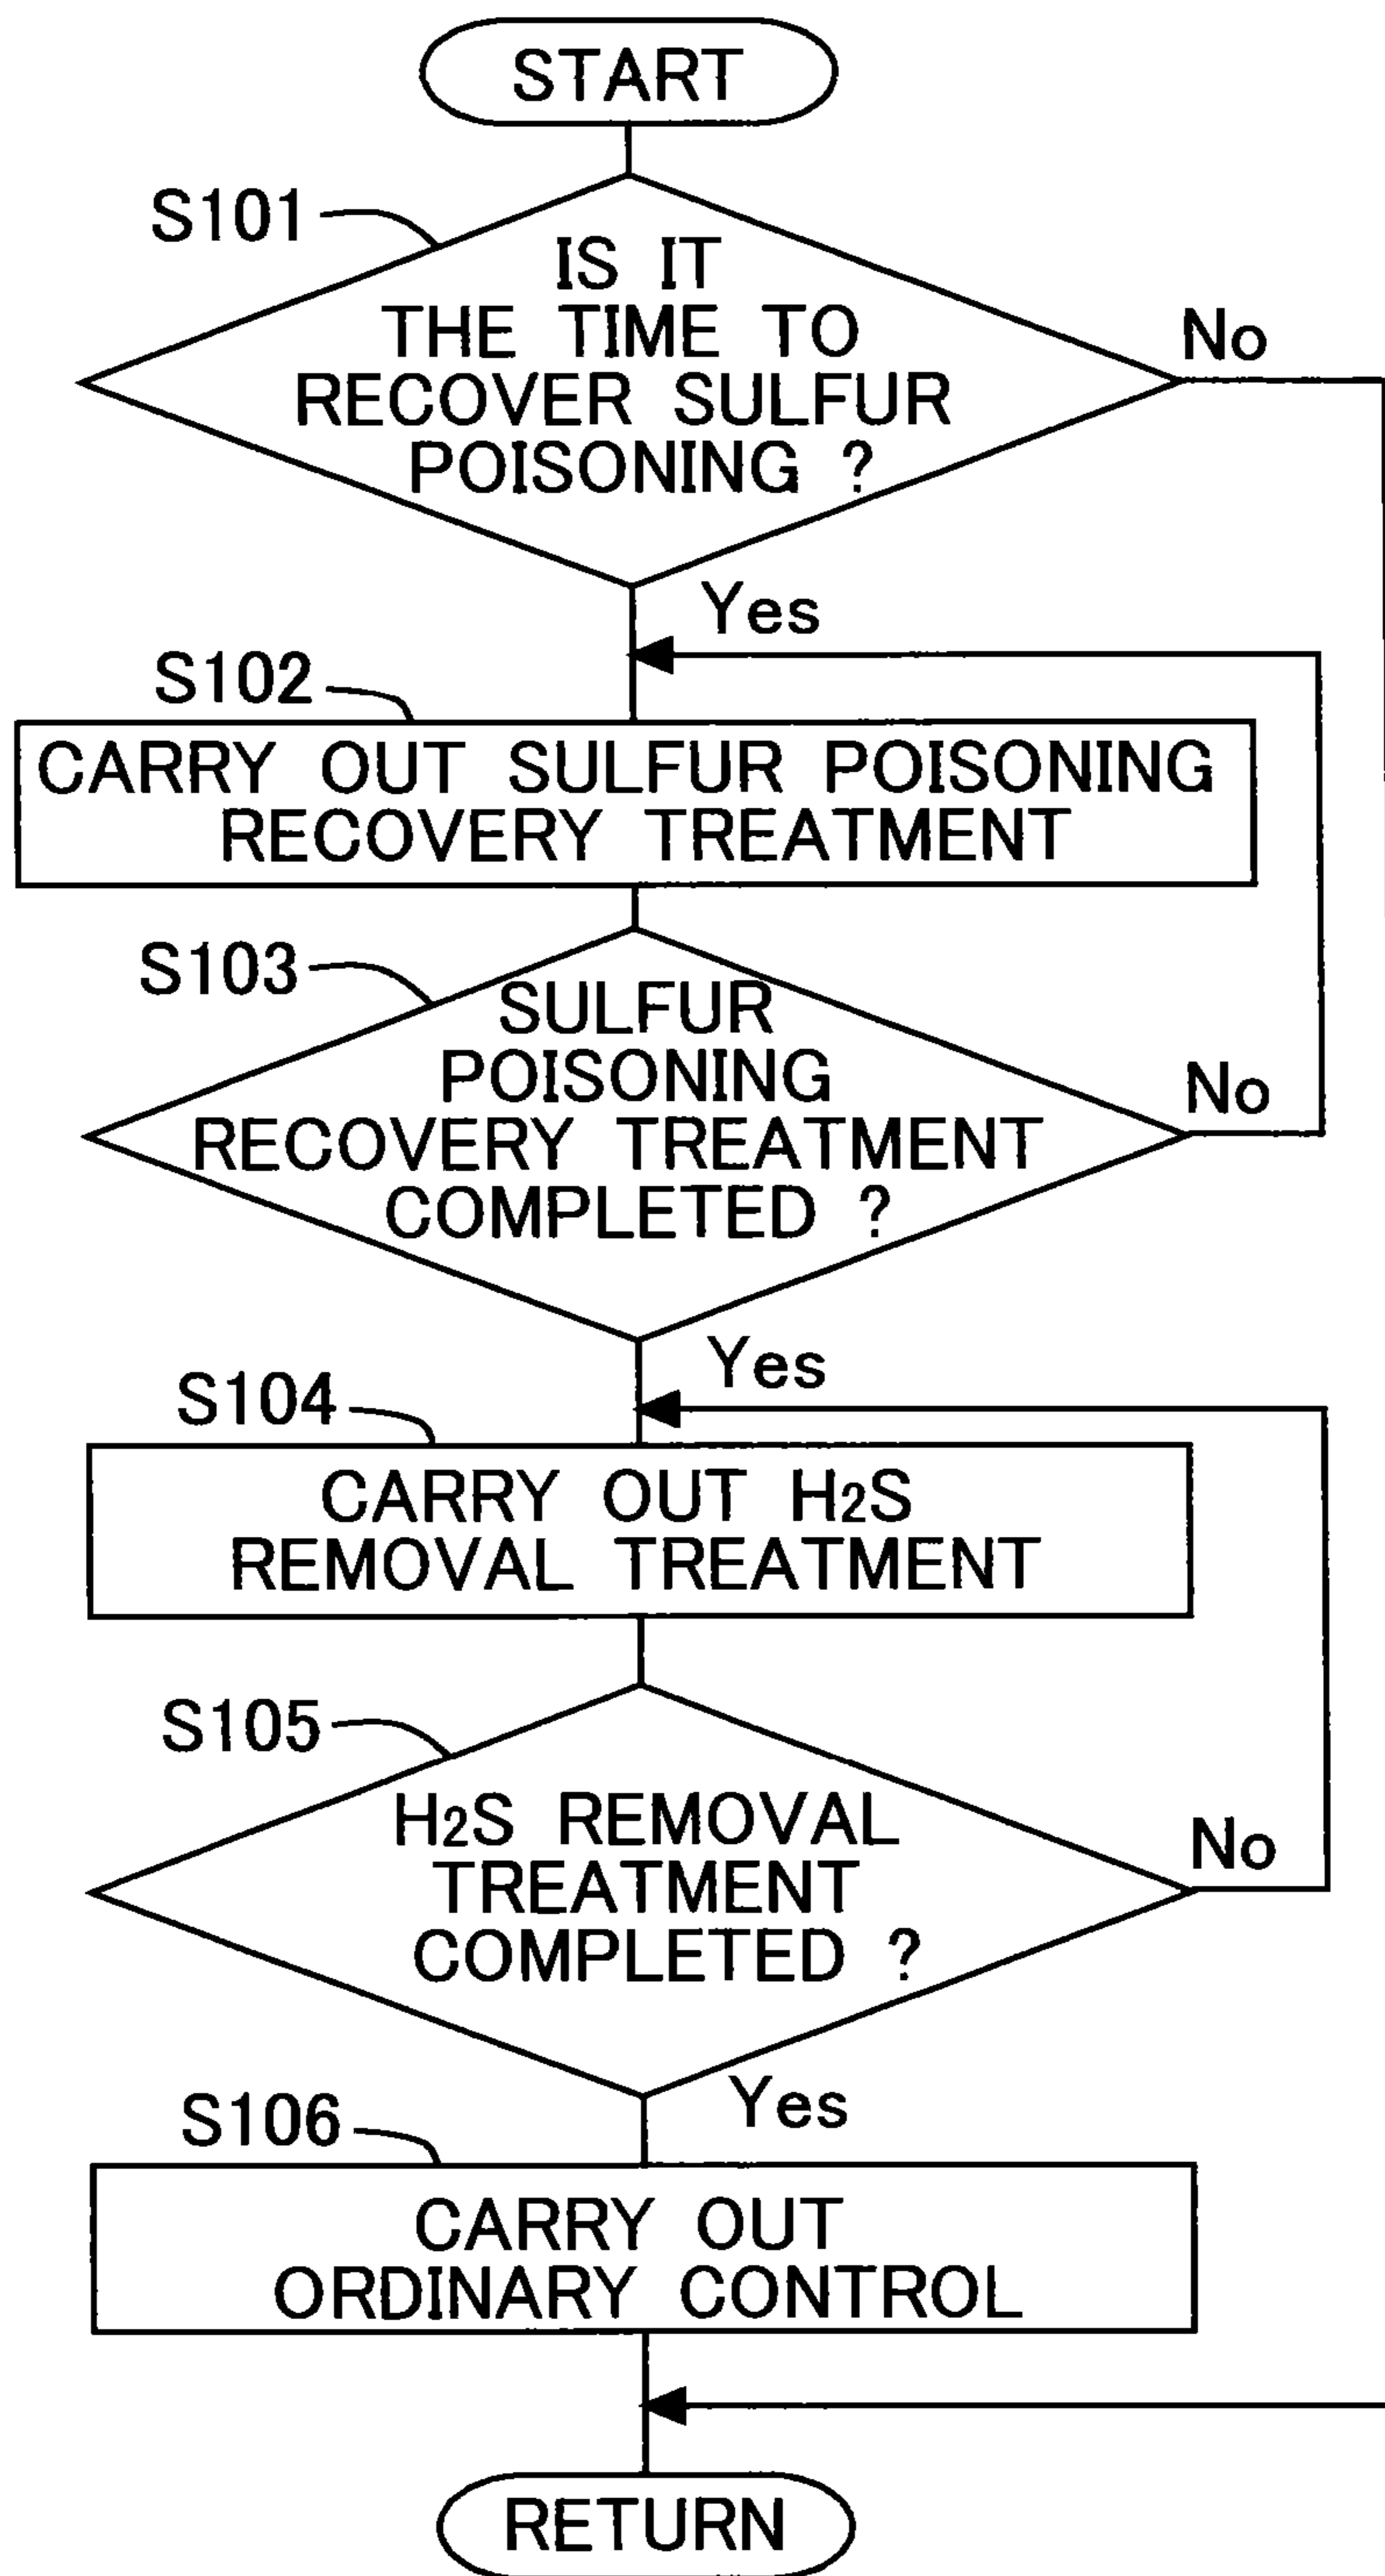 START
S101
IS IT
THE TIME TO
RECOVER SULFUR
POISONING ?
No
Yes
S102
CARRY OUT SULFUR POISONING
RECOVERY TREATMENT
S103
SULFUR
POISONING
RECOVERY TREATMENT
COMPLETED ?
No
Yes
S104
CARRY OUT H2S
REMOVAL TREATMENT
S105
H2S REMOVAL
TREATMENT
COMPLETED ?
No
Yes
S106
CARRY OUT
ORDINARY CONTROL
RETURN